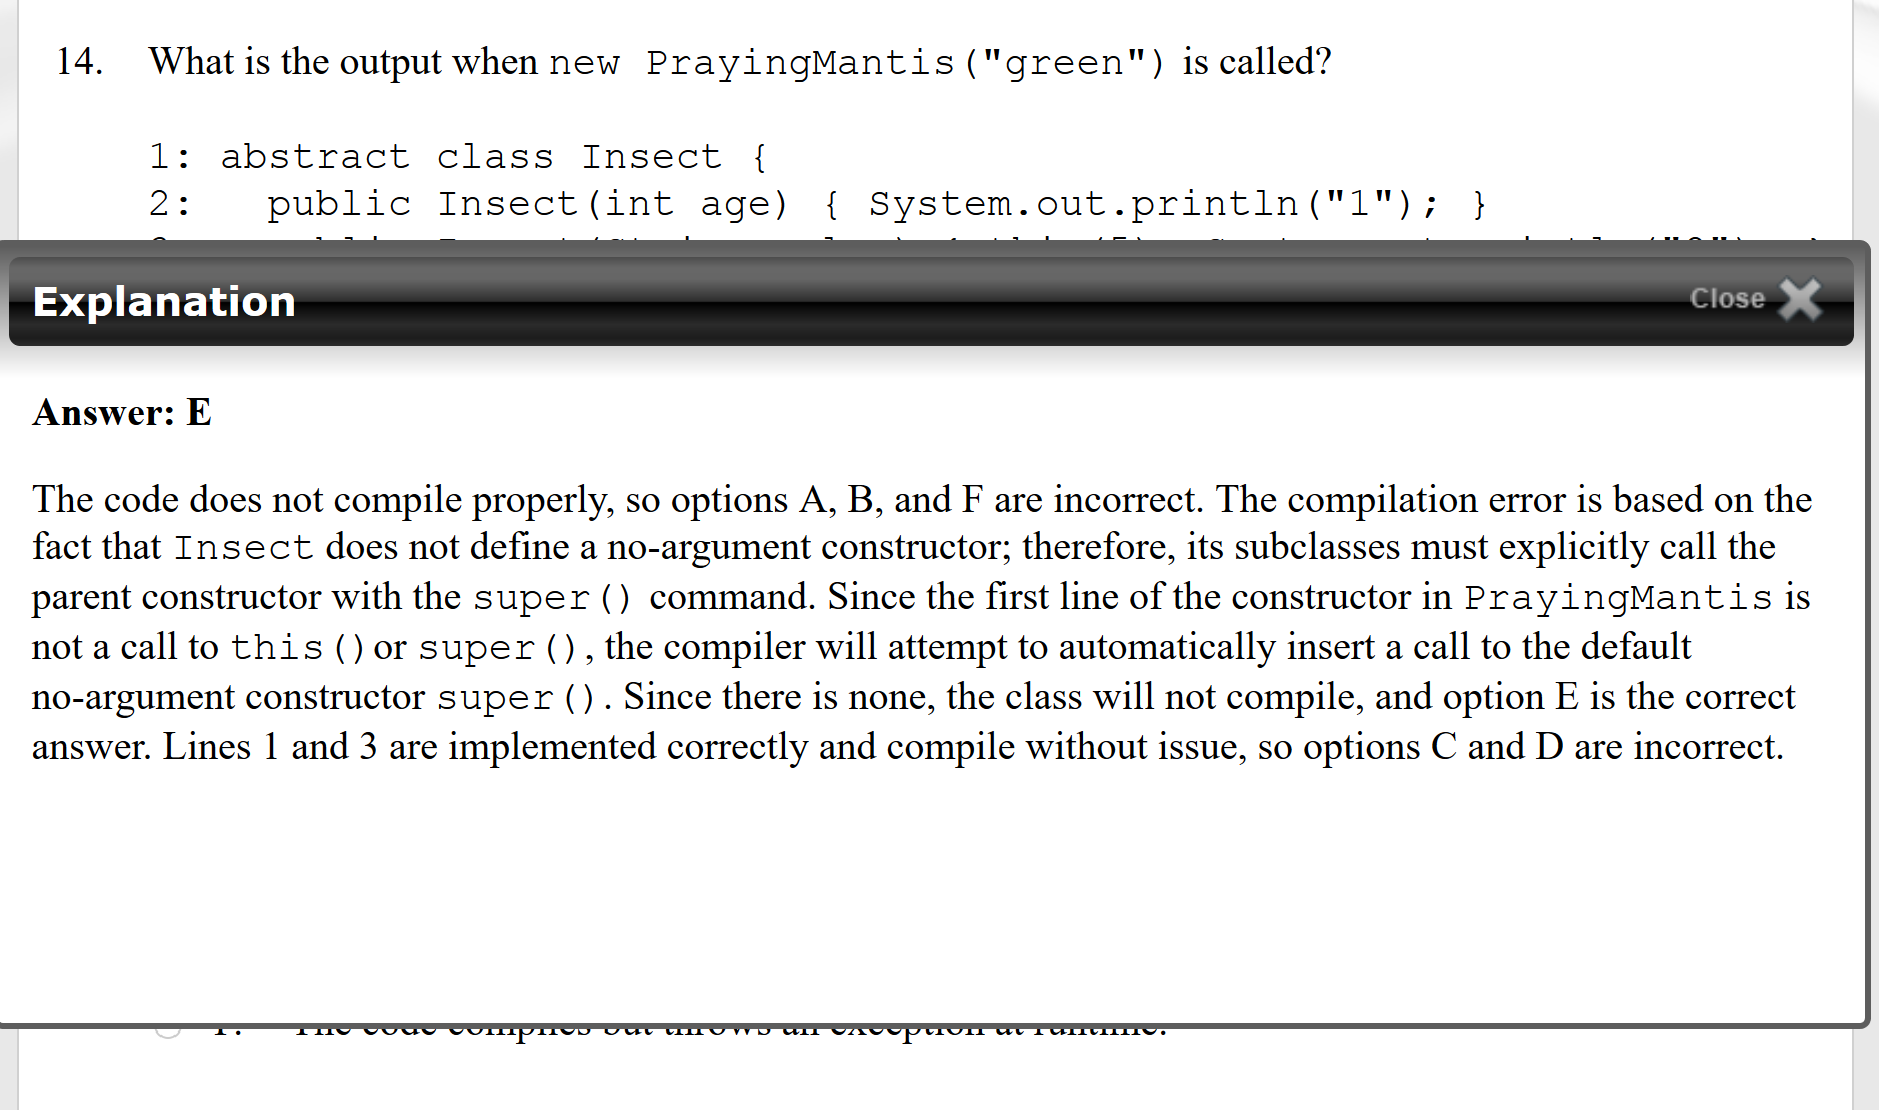 14. What is the output when new PrayingMantis("green") is called?
1: abstract class Insect {
2: public Insect(int age) { System.out.println("1"); }
Explanation
Close
Answer: E
The code does not compile properly, so options A, B, and F are incorrect. The compilation error is based on the
fact that Insect does not define a no-argument constructor; therefore, its subclasses must explicitly call the
parent constructor with the super() command. Since the first line of the constructor in PrayingMantis is
not a call to this()or super(), the compiler will attempt to automatically insert a call to the default
no-argument constructor super(). Since there is none, the class will not compile, and option E is the correct
answer. Lines 1 and 3 are implemented correctly and compile without issue, so options C and D are incorrect.
The code compiles but throws an exception at runtime.